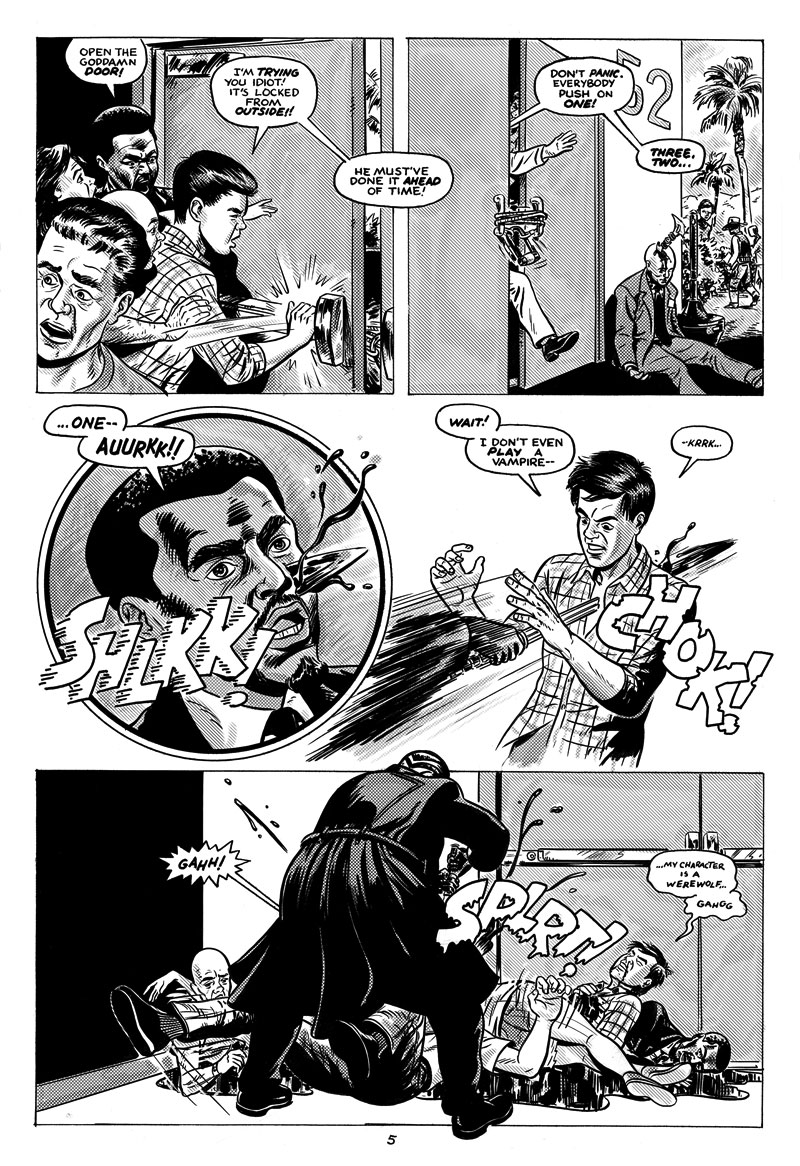 OPEN THE
GODDAMN
DOOR!
I'M TRYING
YOU IDIOT!
IT'S LOCKED
FROM
OUTSIDE!!
HE MUST'VE
DONE IT AHEAD
OF TIME!
DON'T PANIC.
EVERYBODY
PUSH ON
ONE!
52
THREE,
TWO...
...ONE--
AUURKK!!
SHLKK!
WAIT!
I DON'T EVEN
PLAY A
VAMPIRE--
--KRRK...
CHOK!
GAHH!
SPLRT!
...MY CHARACTER
IS A
WEREWOLF...
GAHGG
5